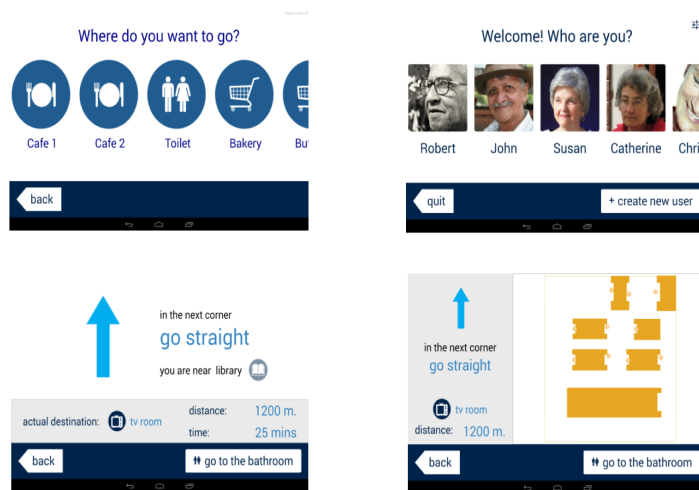 Where do you want to go?
Cafe 1
Cafe 2
Toilet
Bakery
But
back
Welcome! Who are you?
Robert
John
Susan
Catherine
Chri
quit
+ create new user
in the next corner
go straight
you are near library
actual destination: tv room
distance: 1200 m.
time: 25 mins
back
go to the bathroom
in the next corner
go straight
tv room
distance: 1200 m.
back
go to the bathroom